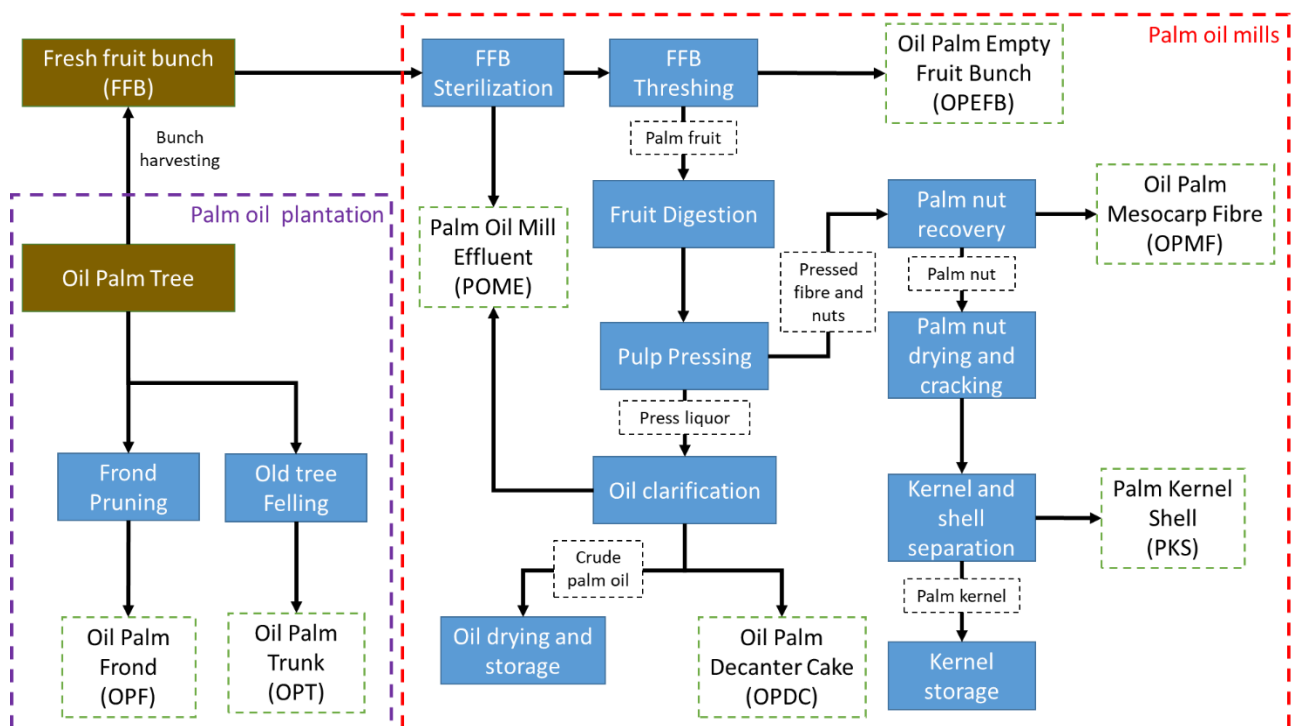 Palm oil mills
Fresh fruit bunch
(FFB)
FFB
Sterilization
FFB
Threshing
Oil Palm Empty
Fruit Bunch
(OPEFB)
Bunch
harvesting
Palm fruit
Palm oil  plantation
Palm Oil Mill
Effluent
(POME)
Fruit Digestion
Palm nut
recovery
Oil Palm
Mesocarp Fibre
(OPMF)
Oil Palm Tree
Pressed
fibre and
nuts
Palm nut
Pulp Pressing
Palm nut
drying and
cracking
Press liquor
Frond
Pruning
Old tree
Felling
Oil clarification
Kernel and
shell
separation
Palm Kernel
Shell
(PKS)
Crude
palm oil
Palm kernel
Oil Palm
Frond
(OPF)
Oil Palm
Trunk
(OPT)
Oil drying and
storage
Oil Palm
Decanter Cake
(OPDC)
Kernel
storage